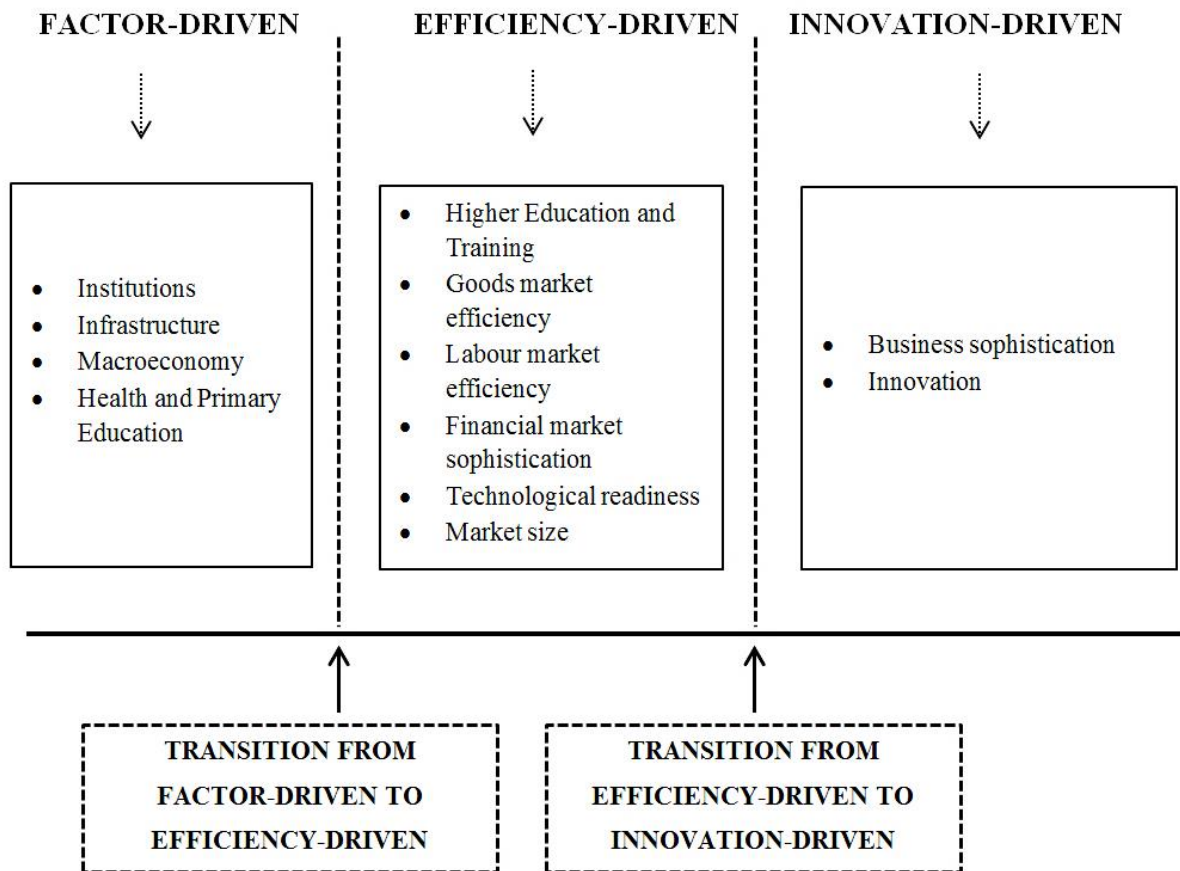 FACTOR-DRIVEN
EFFICIENCY-DRIVEN
INNOVATION-DRIVEN
• Institutions
• Infrastructure
• Macroeconomy
• Health and Primary
Education
• Higher Education and
Training
• Goods market
efficiency
• Labour market
efficiency
• Financial market
sophistication
• Technological readiness
• Market size
• Business sophistication
• Innovation
TRANSITION FROM
FACTOR-DRIVEN TO
EFFICIENCY-DRIVEN
TRANSITION FROM
EFFICIENCY-DRIVEN TO
INNOVATION-DRIVEN